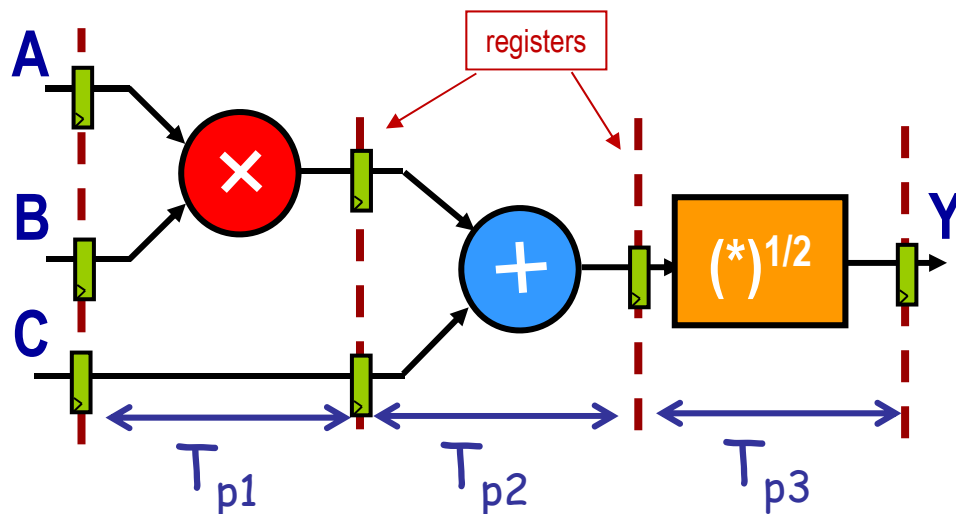 registers
A
×
B
+
(*)1/2
Y
C
Tp1
Tp2
Tp3